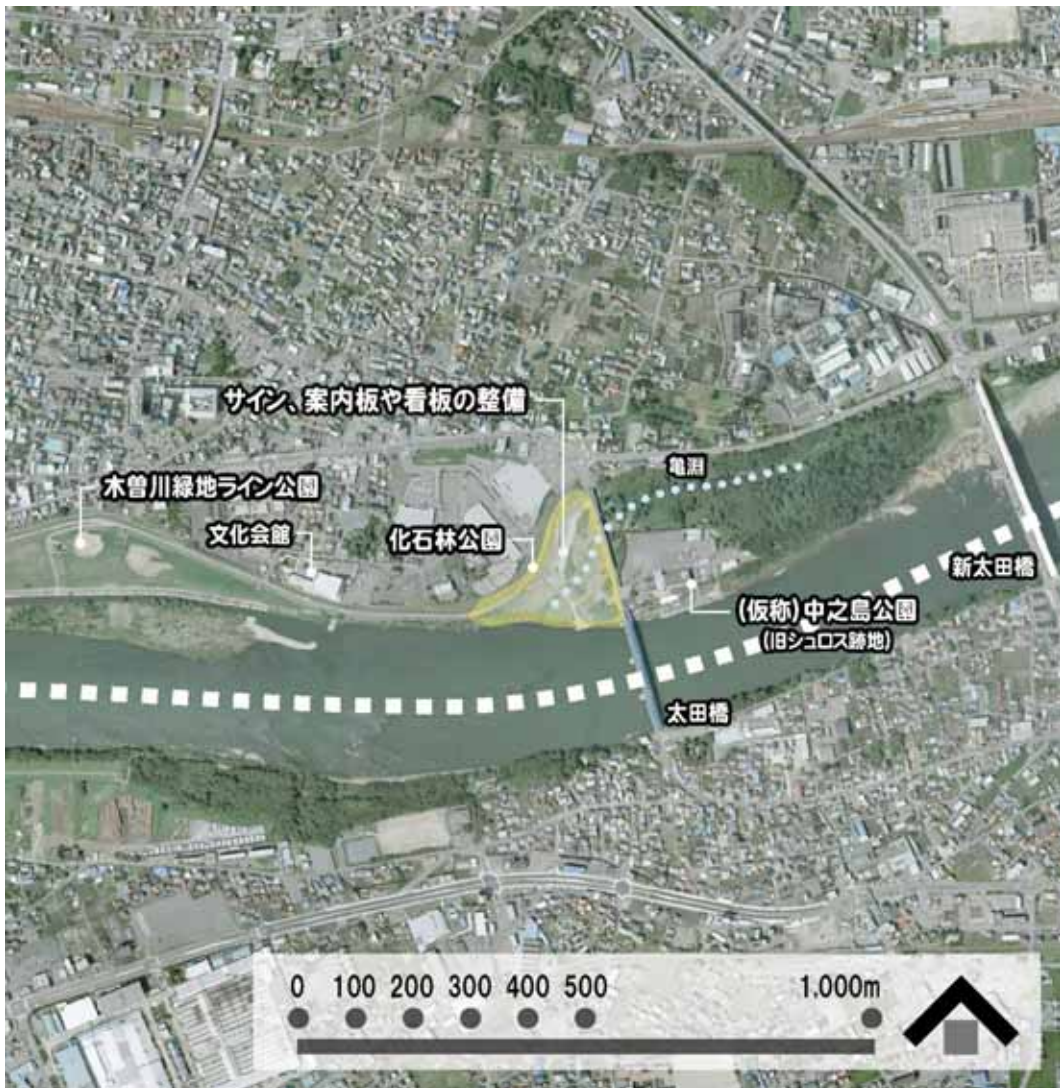 サイン、案内板や看板の整備
亀淵
木曽川緑地ライン公園
文化会館
化石林公園
新太田橋
(仮称)中之島公園
(旧シュロス跡地)
太田橋
0 100 200 300 400 500 1,000m